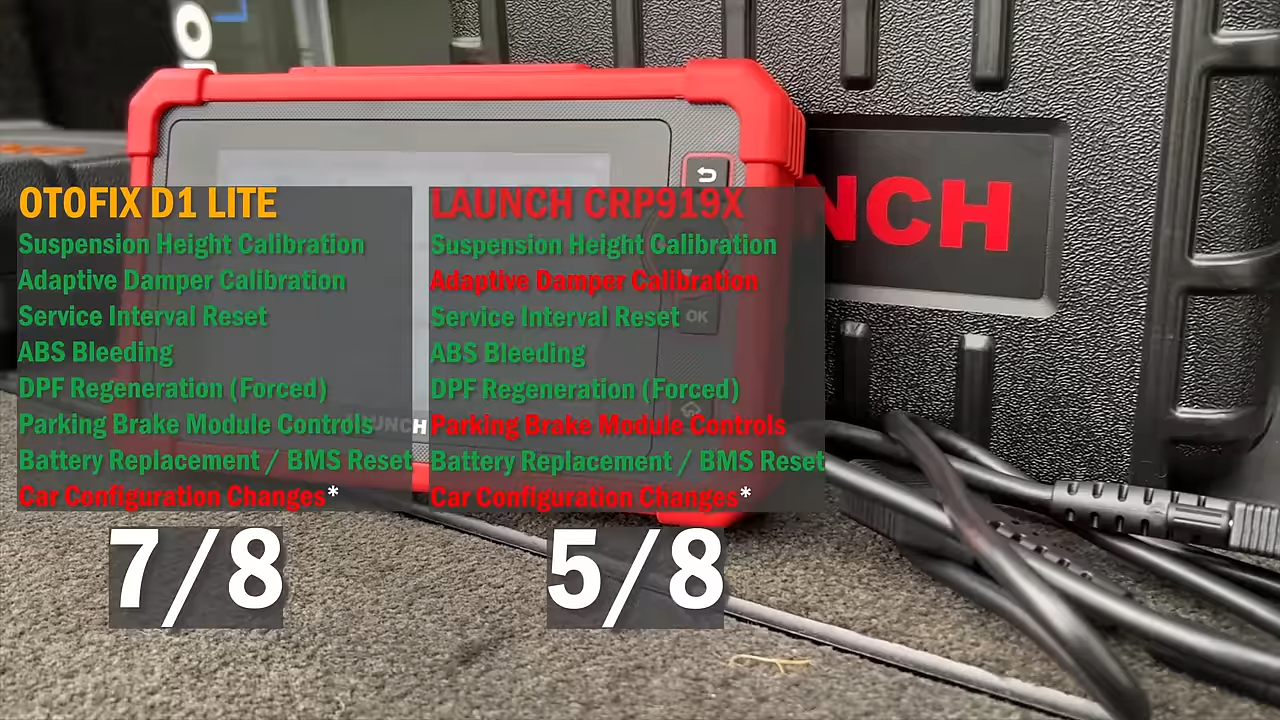 OTOFIX D1 LITE
Suspension Height Calibration
Adaptive Damper Calibration
Service Interval Reset
ABS Bleeding
DPF Regeneration (Forced)
Parking Brake Module Controls
Battery Replacement / BMS Reset
Car Configuration Changes*
7/8
LAUNCH CRP919X
Suspension Height Calibration
Adaptive Damper Calibration
Service Interval Reset
ABS Bleeding
DPF Regeneration (Forced)
Parking Brake Module Controls
Battery Replacement / BMS Reset
Car Configuration Changes*
5/8
NCH
OK
UNCH